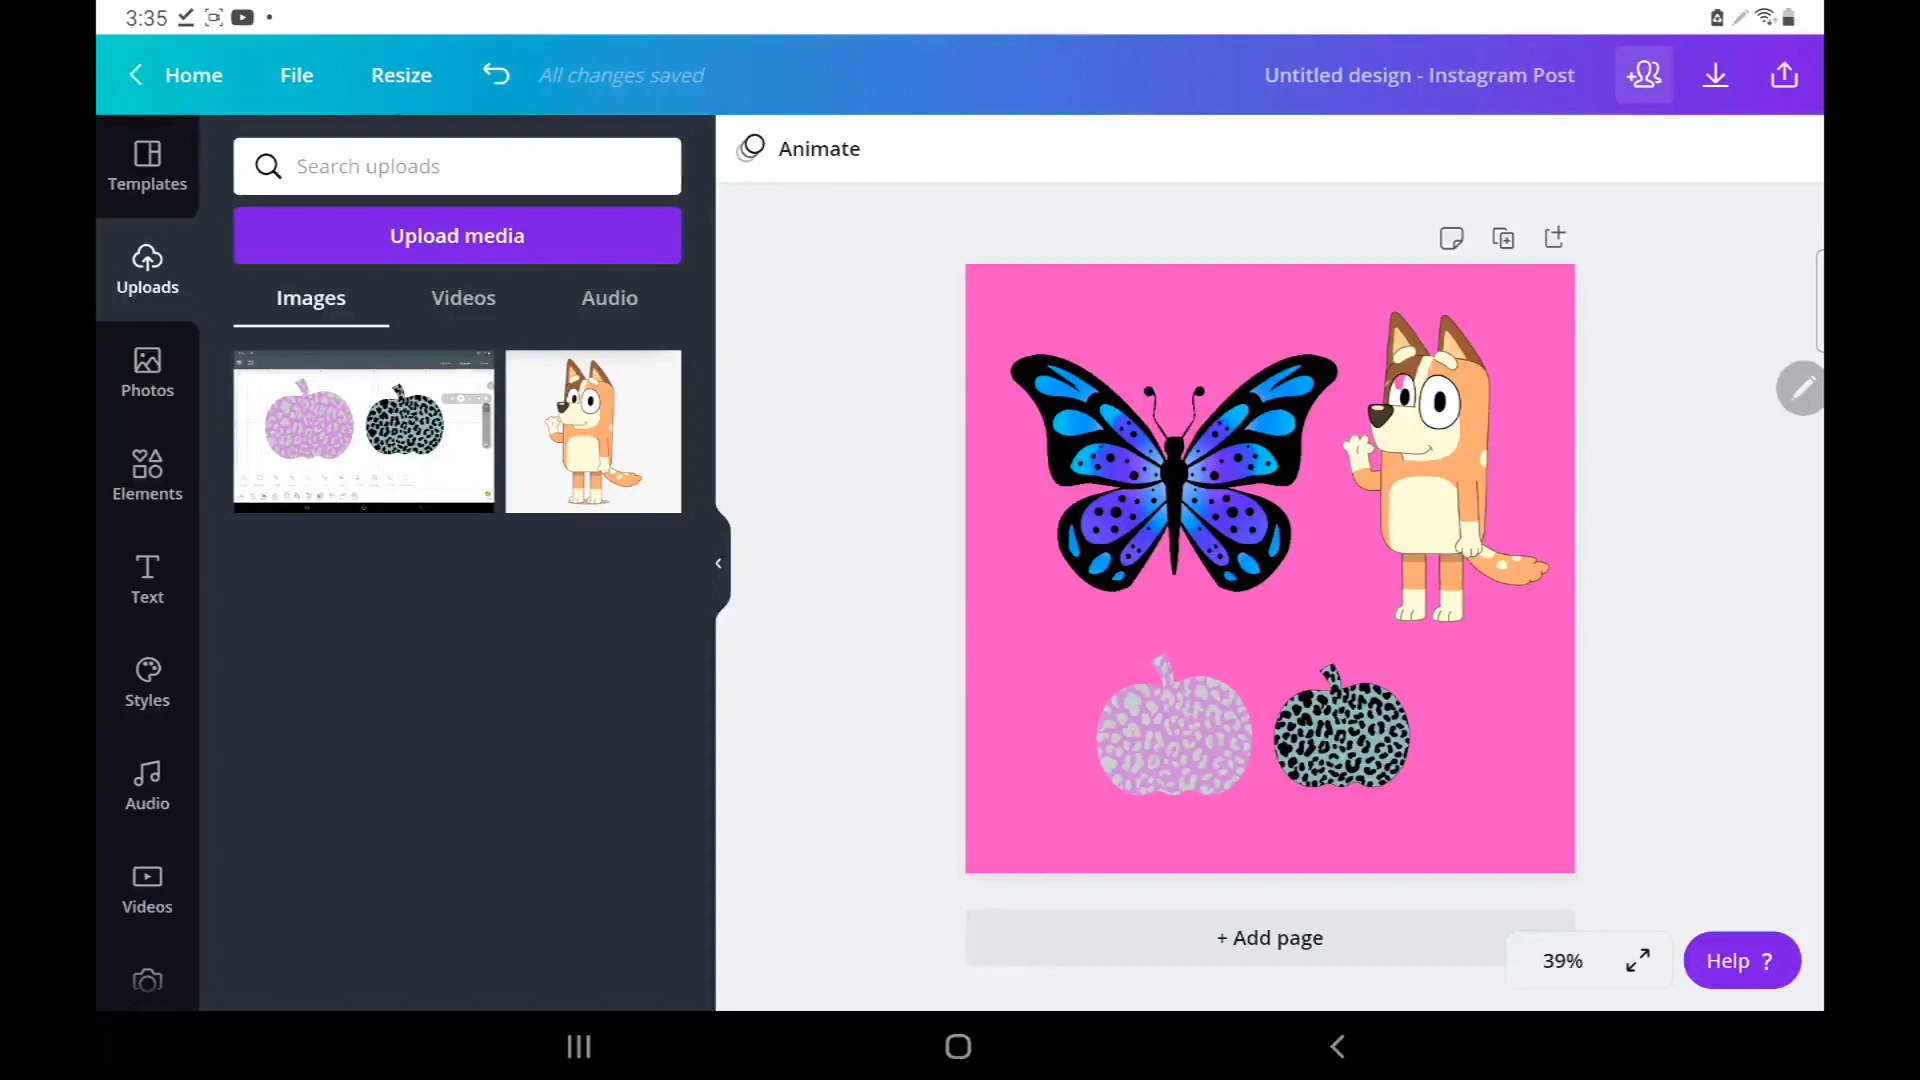 3:35
Home
File
Resize
All changes saved
Untitled design - Instagram Post
Templates
Uploads
Photos
Elements
Text
Styles
Audio
Videos
Search uploads
Upload media
Images
Videos
Audio
Animate
+ Add page
39%
Help ?